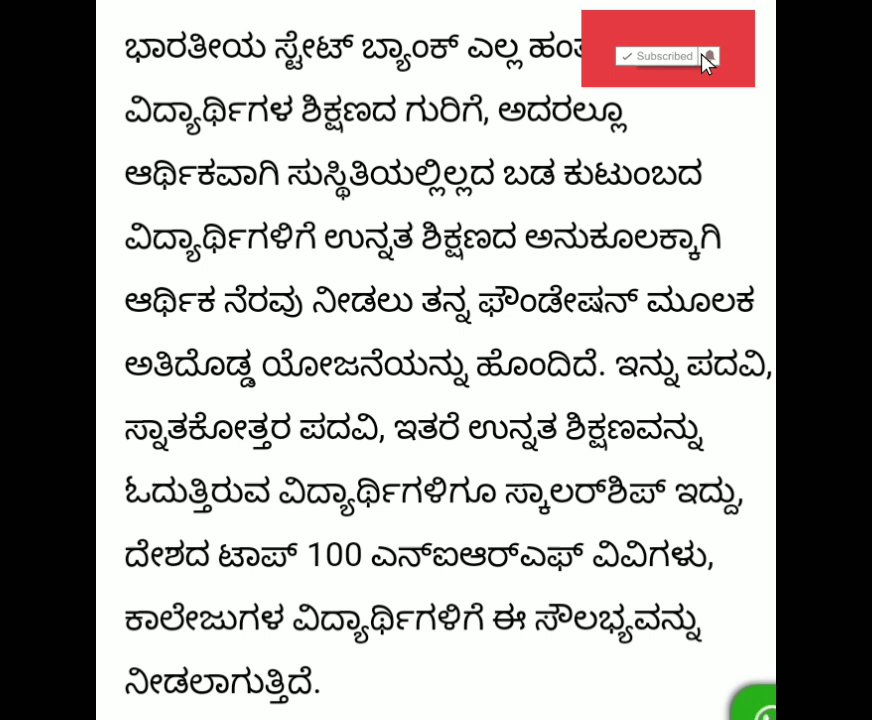 ಭಾರತೀಯ ಸ್ಟೇಟ್ ಬ್ಯಾಂಕ್ ಎಲ್ಲ
Subscribed
ವಿದ್ಯಾರ್ಥಿಗಳ ಶಿಕ್ಷಣದ ಗುರಿಗೆ, ಅದರಲ್ಲೂ
ಆರ್ಥಿಕವಾಗಿ ಸುಸ್ಥಿತಿಯಲ್ಲಿಲ್ಲದ ಬಡ ಕುಟುಂಬದ
ವಿದ್ಯಾರ್ಥಿಗಳಿಗೆ ಉನ್ನತ ಶಿಕ್ಷಣದ ಅನುಕೂಲಕ್ಕಾಗಿ
ಆರ್ಥಿಕ ನೆರವು ನೀಡಲು ತನ್ನ ಫೌಂಡೇಷನ್ ಮೂಲಕ
ಅತಿದೊಡ್ಡ ಯೋಜನೆಯನ್ನು ಹೊಂದಿದೆ. ಇನ್ನು ಪದವಿ,
ಸ್ನಾತಕೋತ್ತರ ಪದವಿ, ಇತರೆ ಉನ್ನತ ಶಿಕ್ಷಣವನ್ನು
ಓದುತ್ತಿರುವ ವಿದ್ಯಾರ್ಥಿಗಳಿಗೂ ಸ್ಕಾಲರ್‌ಶಿಪ್ ಇದ್ದು,
ದೇಶದ ಟಾಪ್ 100 ಎನ್‌ಐಆರ್‌ಎಫ್ ವಿವಿಗಳು,
ಕಾಲೇಜುಗಳ ವಿದ್ಯಾರ್ಥಿಗಳಿಗೆ ಈ ಸೌಲಭ್ಯವನ್ನು
ನೀಡಲಾಗುತ್ತಿದೆ.